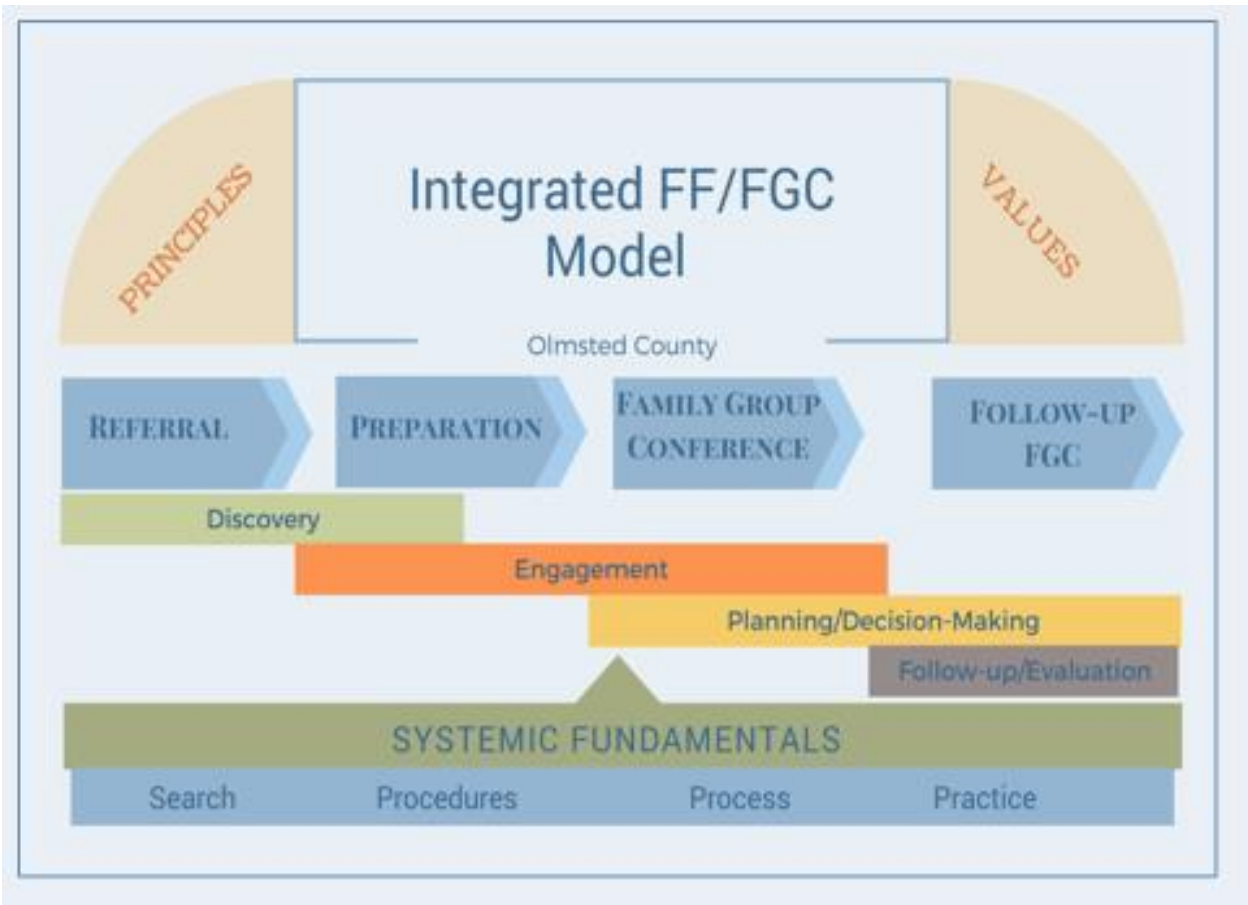 PRINCIPLES
Integrated FF/FGC
Model
VALUES
Olmsted County
REFERRAL
PREPARATION
FAMILY GROUP
CONFERENCE
FOLLOW-UP
FGC
Discovery
Engagement
Planning/Decision-Making
Follow-up/Evaluation
SYSTEMIC FUNDAMENTALS
Search Procedures Process Practice